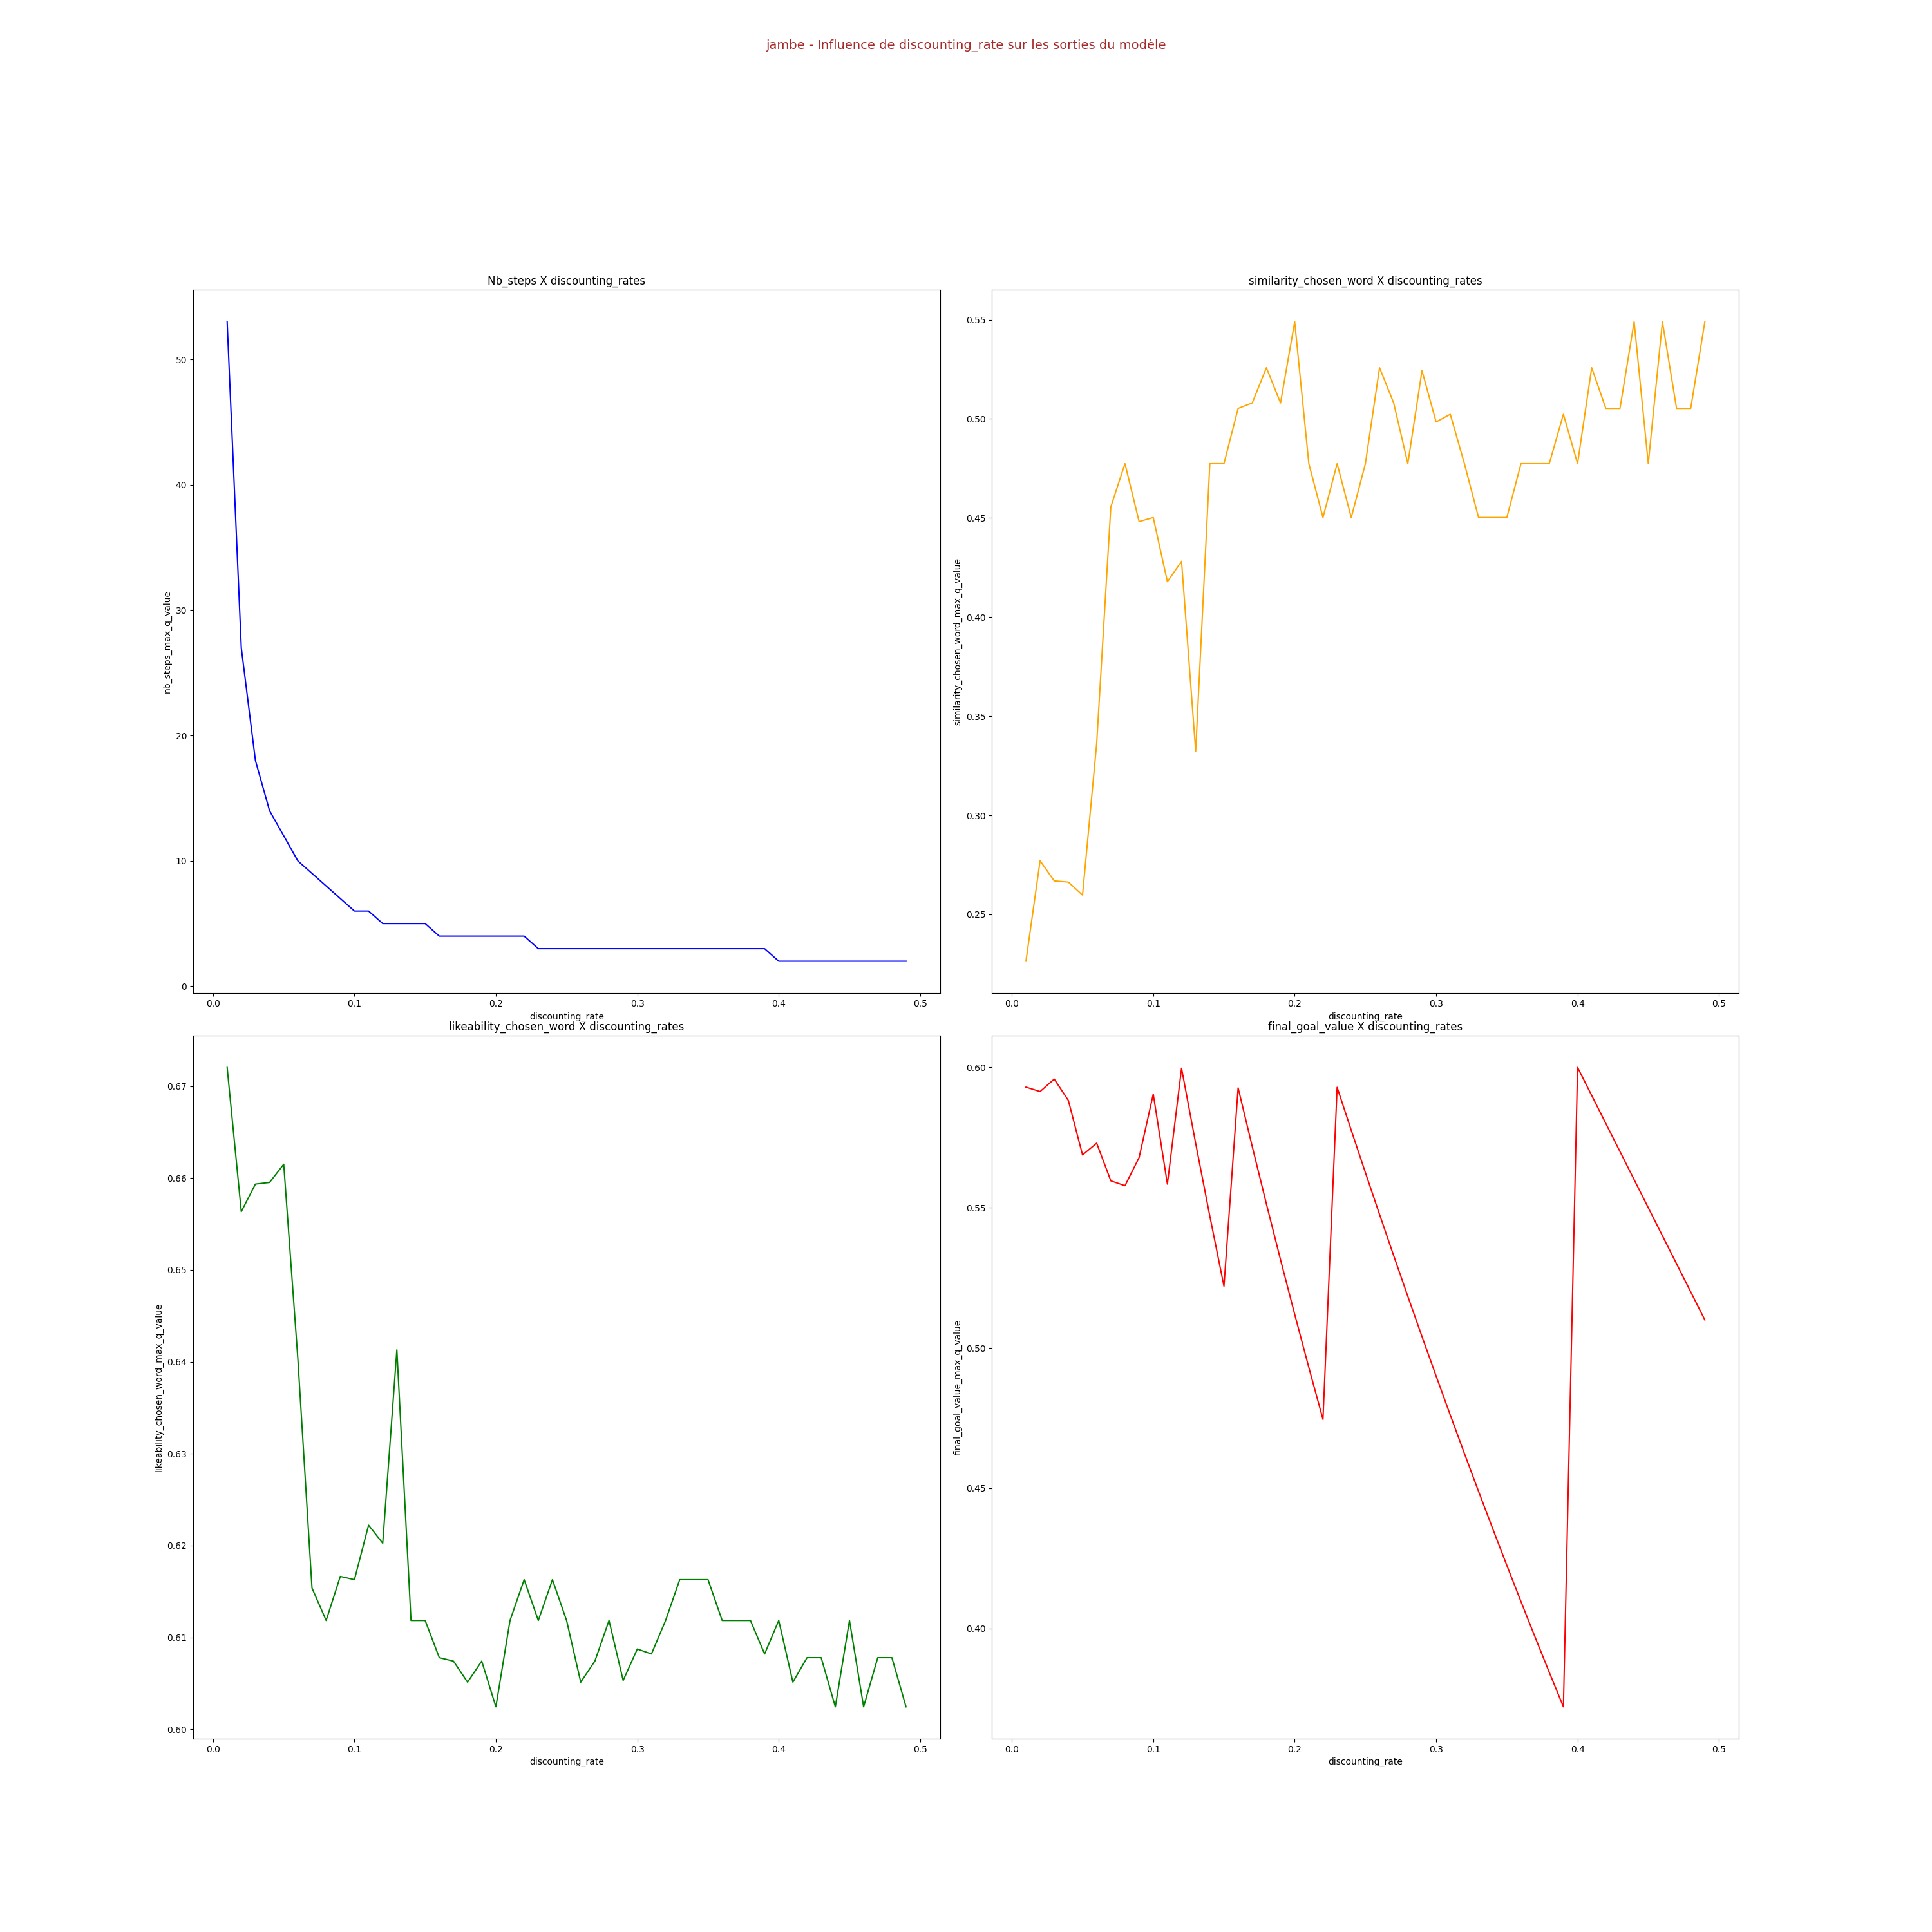 jambe - Influence de discounting_rate sur les sorties du modèle
Nb_steps X discounting_rates
nb_steps_max_q_value
50
40
30
20
10
0
0.0 0.1 0.2 0.3 0.4 0.5
discounting_rate
similarity_chosen_word X discounting_rates
similarity_chosen_word_max_q_value
0.55
0.50
0.45
0.40
0.35
0.30
0.25
0.0 0.1 0.2 0.3 0.4 0.5
discounting_rate
likeability_chosen_word X discounting_rates
likeability_chosen_word_max_q_value
0.67
0.66
0.65
0.64
0.63
0.62
0.61
0.60
0.0 0.1 0.2 0.3 0.4 0.5
discounting_rate
final_goal_value X discounting_rates
final_goal_value_max_q_value
0.60
0.55
0.50
0.45
0.40
0.0 0.1 0.2 0.3 0.4 0.5
discounting_rate